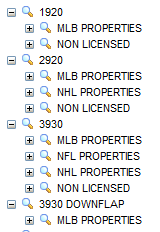 1920
MLB PROPERTIES
NON LICENSED
2920
MLB PROPERTIES
NHL PROPERTIES
NON LICENSED
3930
MLB PROPERTIES
NFL PROPERTIES
NHL PROPERTIES
NON LICENSED
3930 DOWNFLAP
MLB PROPERTIES